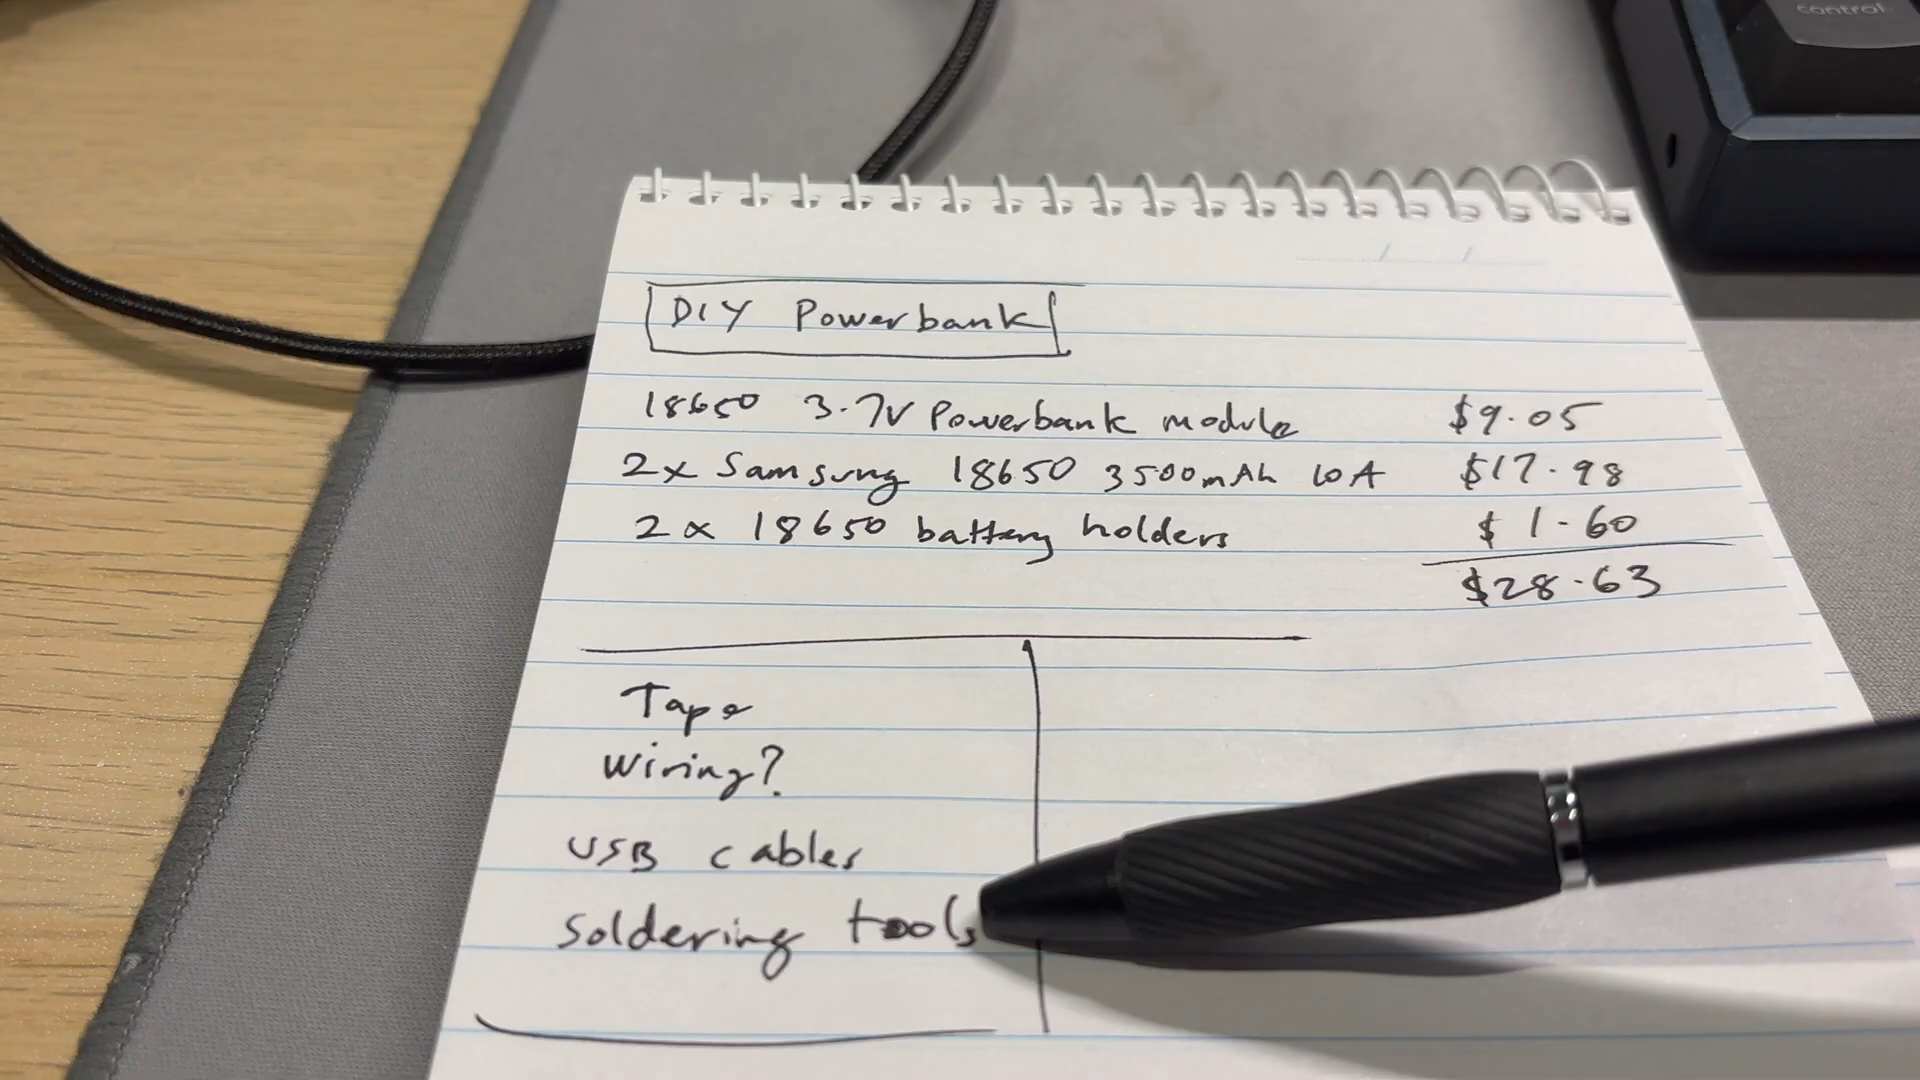 control
DIY Powerbank
18650 3.7V Powerbank module $9.05
2x Samsung 18650 3500mAh 10A $17.98
2x 18650 battery holders $1.60
$28.63
Tape
Wiring?
USB cables
Soldering tools